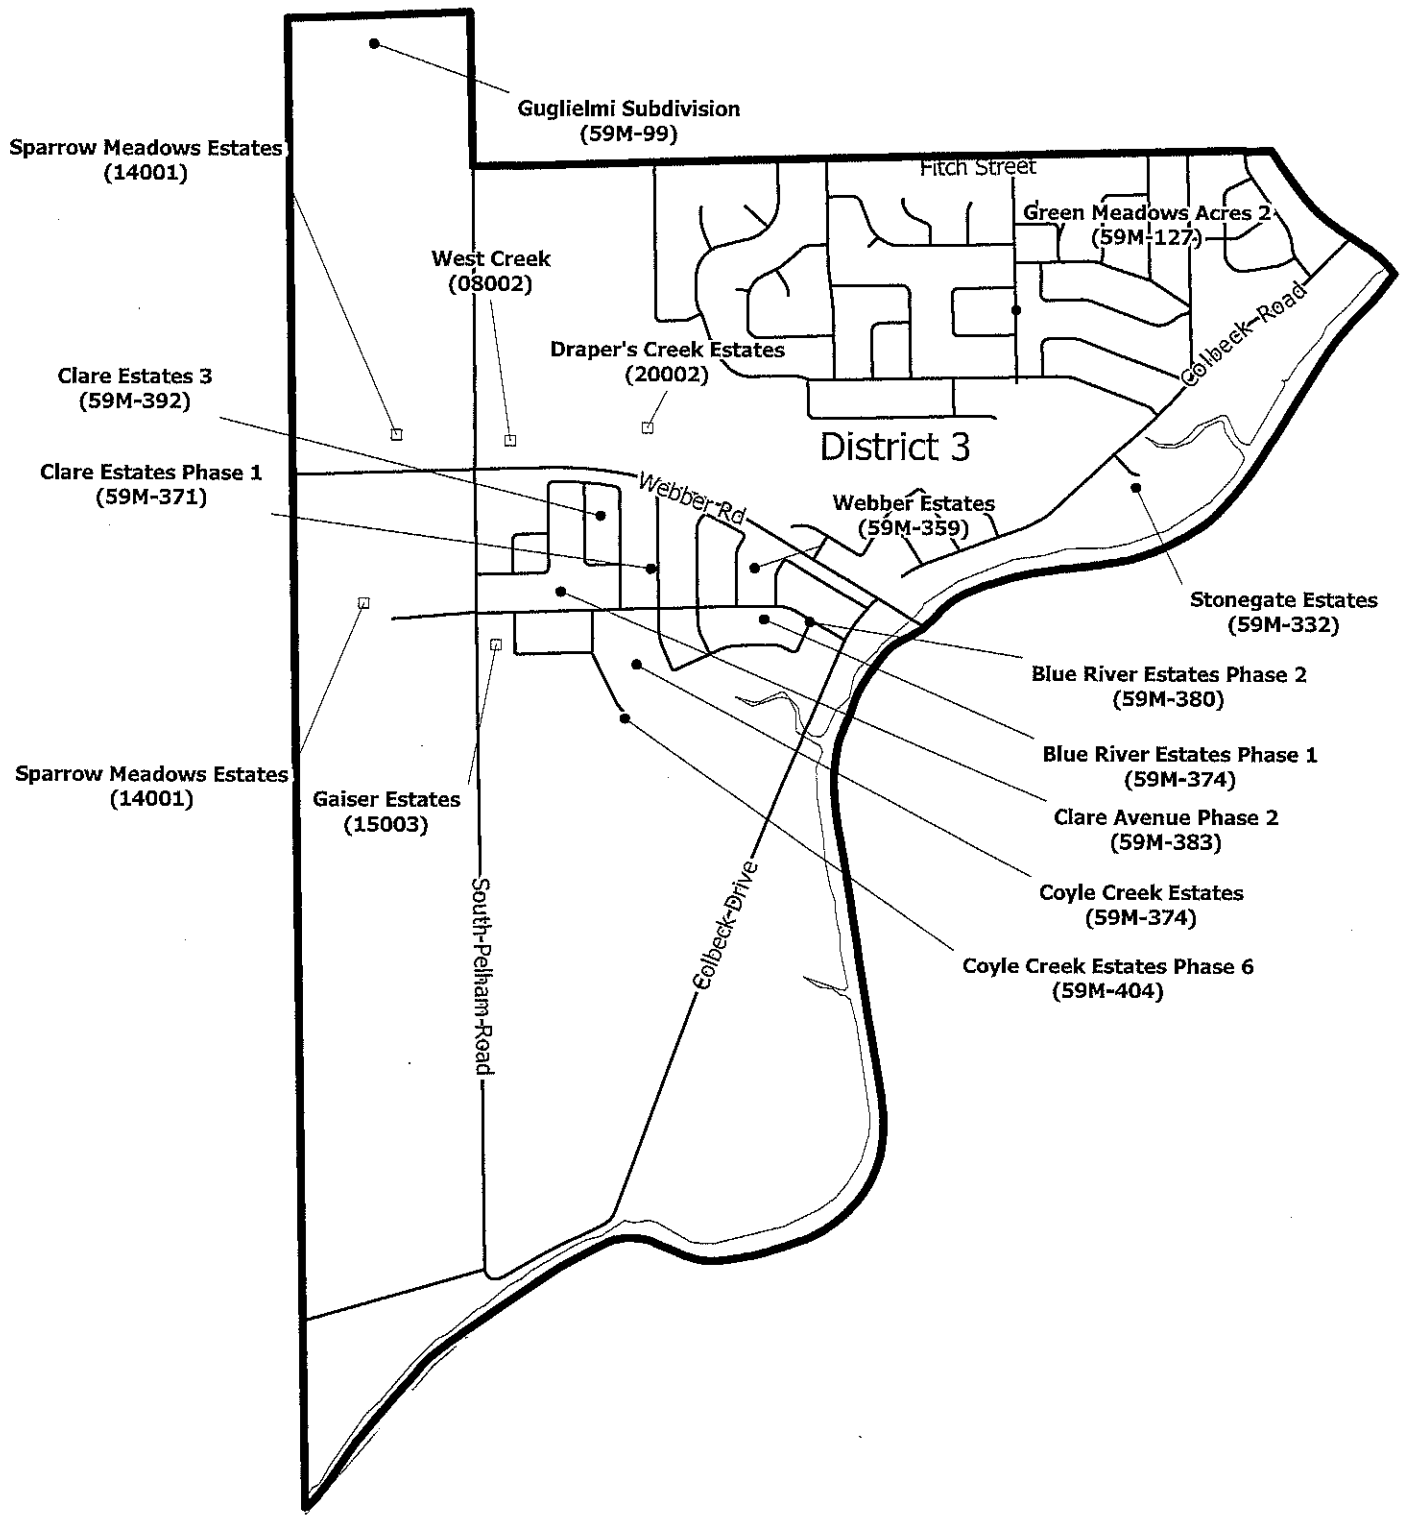 Guglielmi Subdivision
(59M-99)
Sparrow Meadows Estates
(14001)
Fitch Street
Green Meadows Acres 2
(59M-127)
West Creek
(08002)
Colbeck Road
Draper's Creek Estates
(20002)
Clare Estates 3
(59M-392)
District 3
Clare Estates Phase 1
(59M-371)
Webber Rd
Webber Estates
(59M-359)
Stonegate Estates
(59M-332)
Blue River Estates Phase 2
(59M-380)
Blue River Estates Phase 1
(59M-374)
Sparrow Meadows Estates
(14001)
Gaiser Estates
(15003)
Clare Avenue Phase 2
(59M-383)
Coyle Creek Estates
(59M-374)
South Pelham Road
Colbeck Drive
Coyle Creek Estates Phase 6
(59M-404)